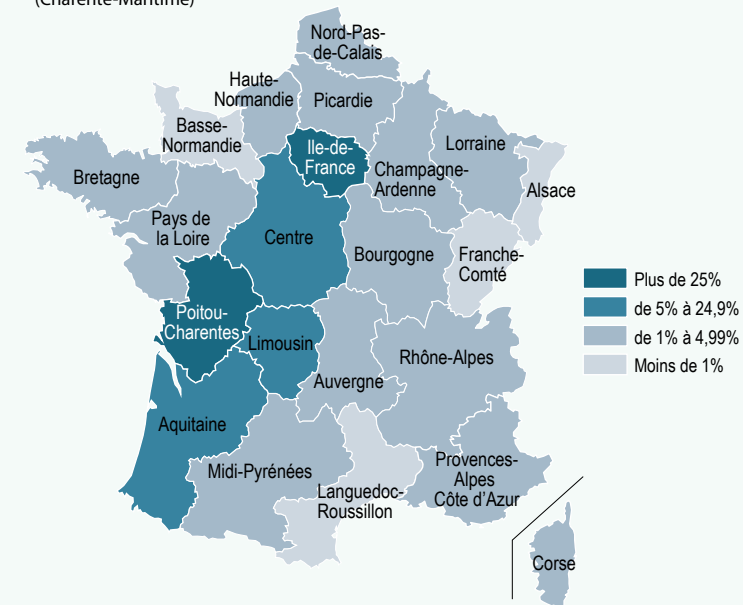 (Charente-Maritime)
Nord-Pas-
de-Calais
Haute-
Normandie
Picardie
Basse-
Normandie
Ile-de-
France
Lorraine
Champagne-
Ardenne
Alsace
Bretagne
Pays de
la Loire
Centre
Bourgogne
Franche-
Comté
Plus de 25%
de 5% à 24,9%
de 1% à 4,99%
Moins de 1%
Poitou-
Charentes
Limousin
Rhône-Alpes
Auvergne
Aquitaine
Midi-Pyrénées
Languedoc-
Roussillon
Provences-
Alpes
Côte d'Azur
Corse